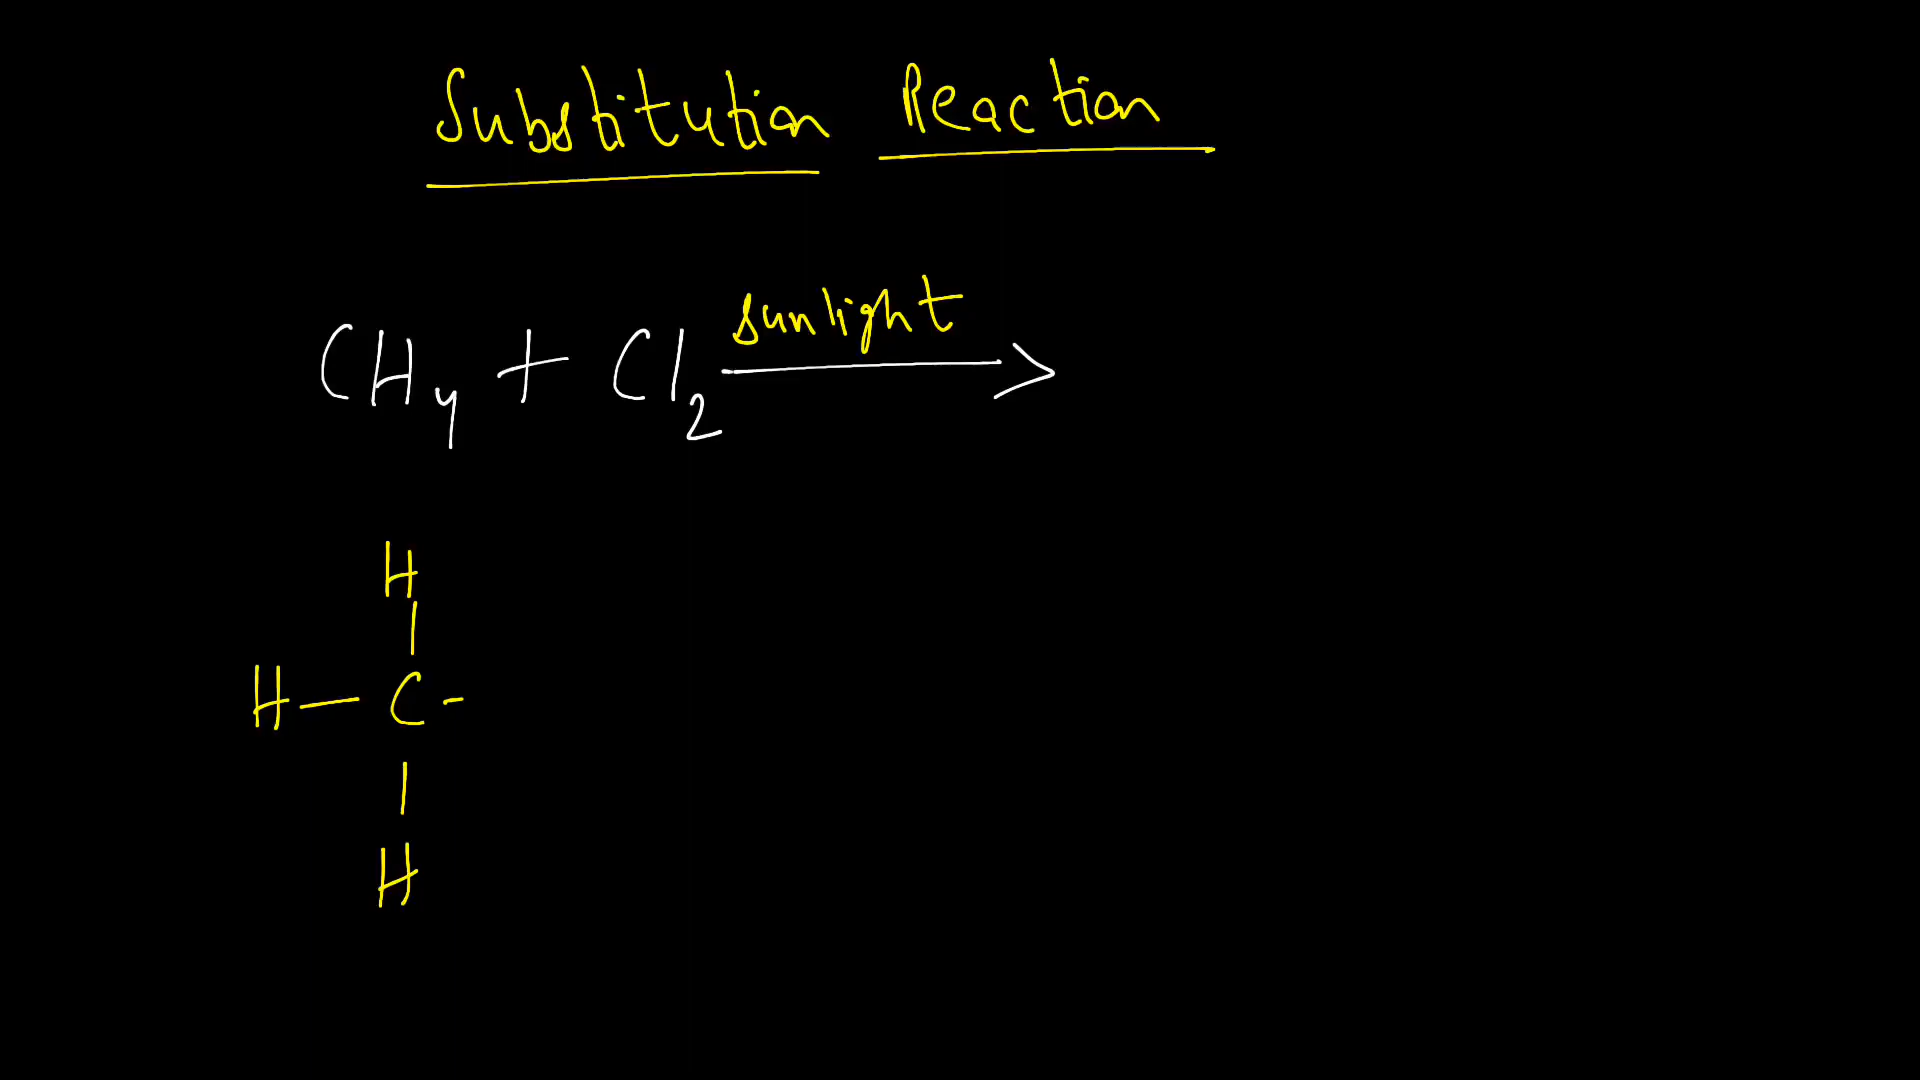 Substitution Reaction
sunlight
CH4 + Cl2 ⟶
H
|
H — C -
|
H